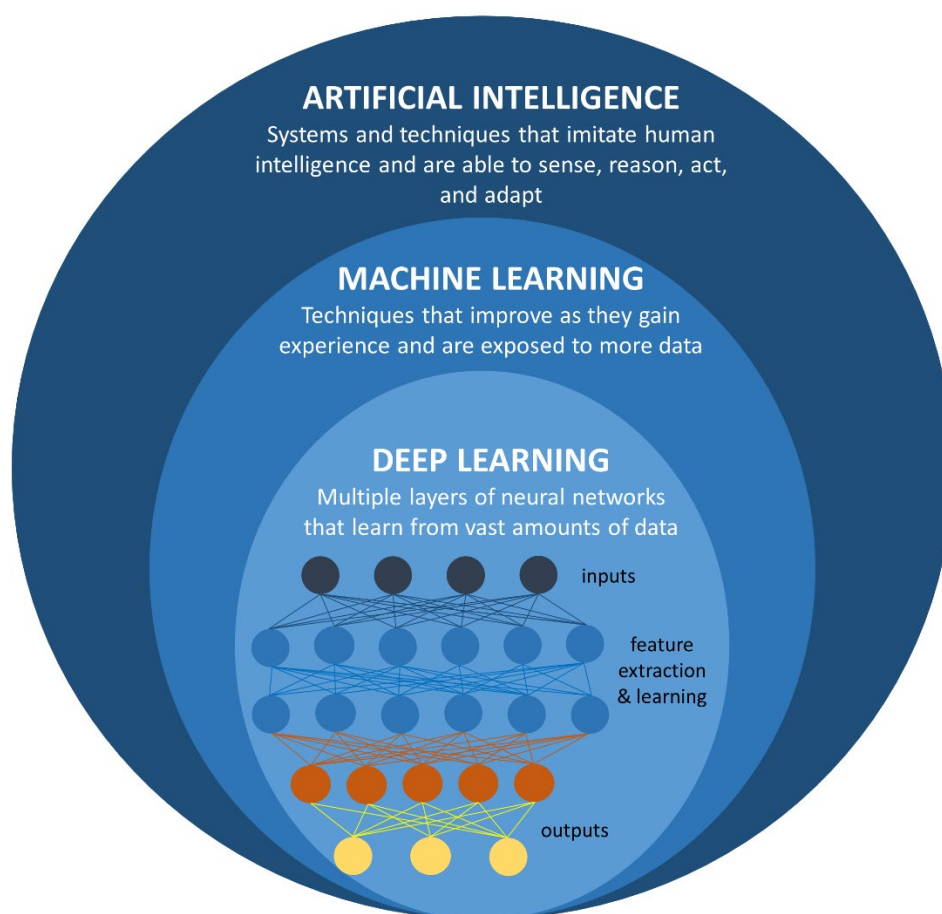 ARTIFICIAL INTELLIGENCE
Systems and techniques that imitate human
intelligence and are able to sense, reason, act,
and adapt
MACHINE LEARNING
Techniques that improve as they gain
experience and are exposed to more data
DEEP LEARNING
Multiple layers of neural networks
that learn from vast amounts of data
inputs
feature
extraction
& learning
outputs